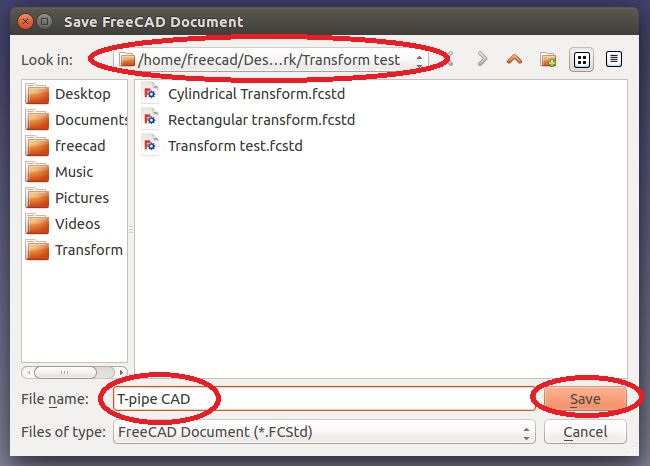 Save FreeCAD Document
Look in: /home/freecad/Des...rk/Transform test
Desktop
Documents
freecad
Music
Pictures
Videos
Transform
Cylindrical Transform.fcstd
Rectangular transform.fcstd
Transform test.fcstd
File name: T-pipe CAD Save
Files of type: FreeCAD Document (*.FCStd) Cancel